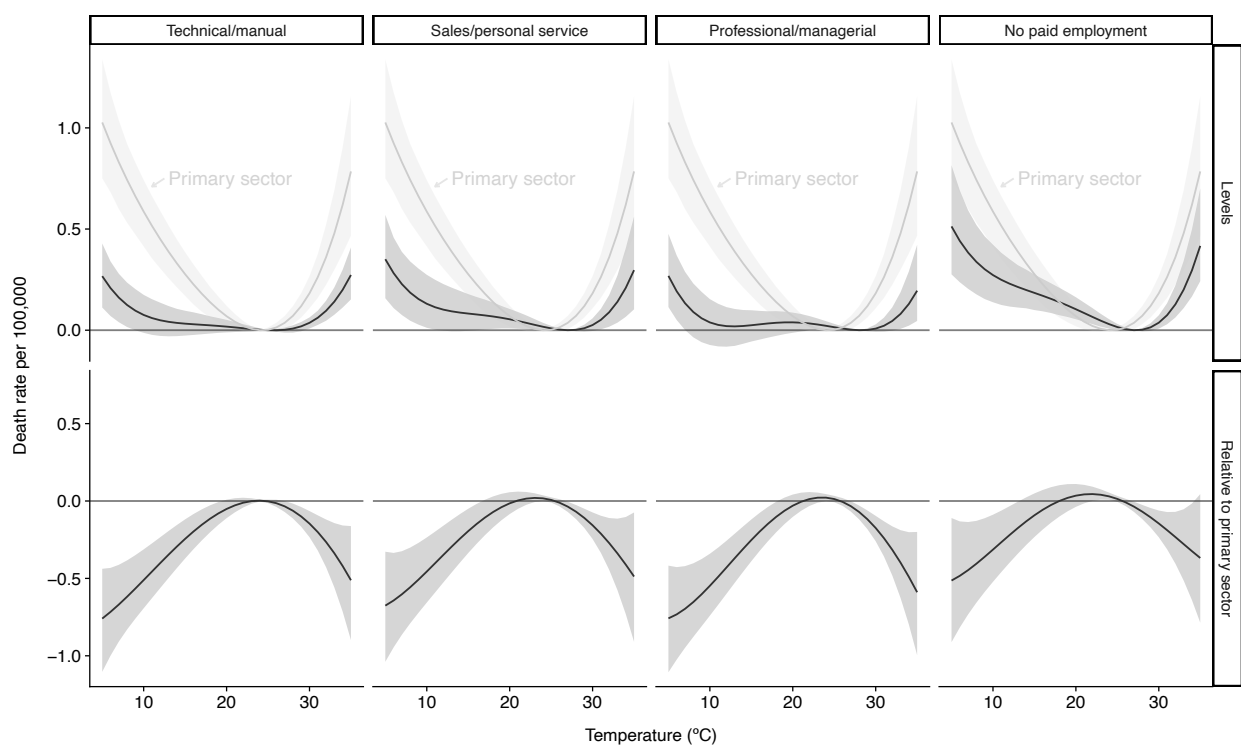 Technical/manual
Sales/personal service
Professional/managerial
No paid employment
Death rate per 100,000
1.0
0.5
0.0
Primary sector
Primary sector
Primary sector
Primary sector
Levels
0.5
0.0
−0.5
−1.0
Relative to primary sector
10 20 30
10 20 30
10 20 30
10 20 30
Temperature (ºC)